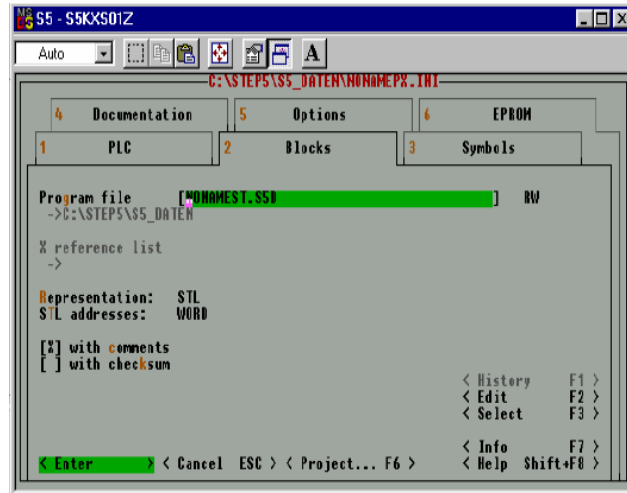 S5 - S5KXS01Z
Auto
A
C:\STEP5\S5_DATEN\NONAMEPX.INI
4 Documentation 5 Options 6 EPROM
1 PLC 2 Blocks 3 Symbols
Program file [NONAMEST.S5D ] RW
->C:\STEP5\S5_DATEN
X reference list
->
Representation: STL
STL addresses: WORD
[X] with comments
[ ] with checksum
< History F1 >
< Edit F2 >
< Select F3 >
< Info F7 >
< Enter > < Cancel ESC > < Project... F6 > < Help Shift+F8 >